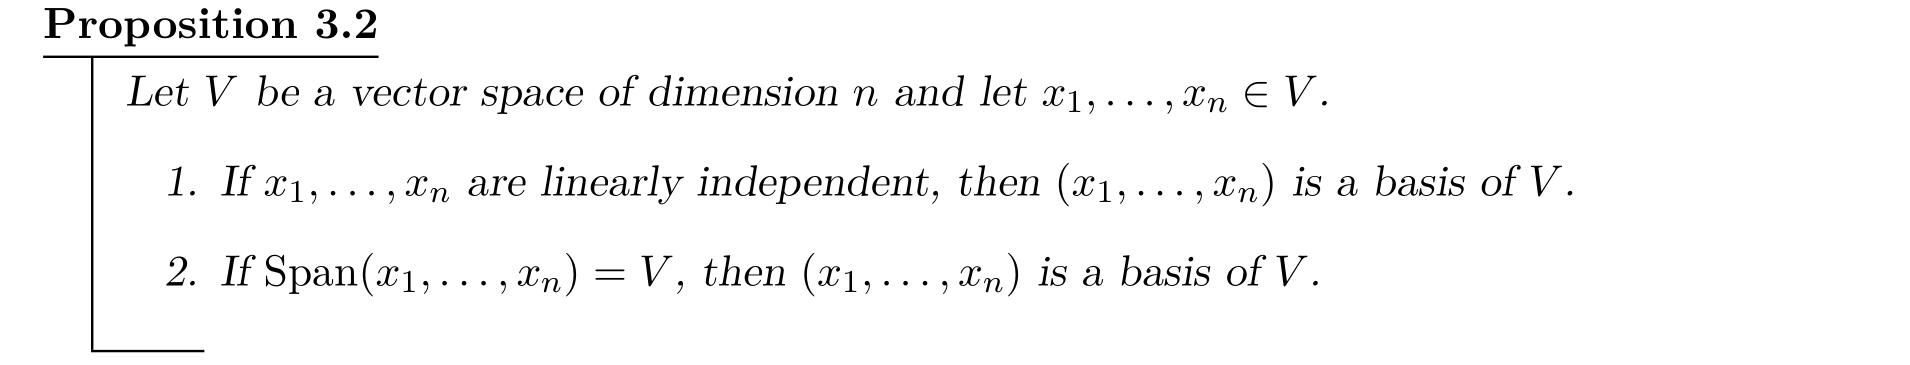 Proposition 3.2
Let V be a vector space of dimension n and let x₁, . . . , xₙ ∈ V.
1. If x₁, . . . , xₙ are linearly independent, then (x₁, . . . , xₙ) is a basis of V.
2. If Span(x₁, . . . , xₙ) = V, then (x₁, . . . , xₙ) is a basis of V.